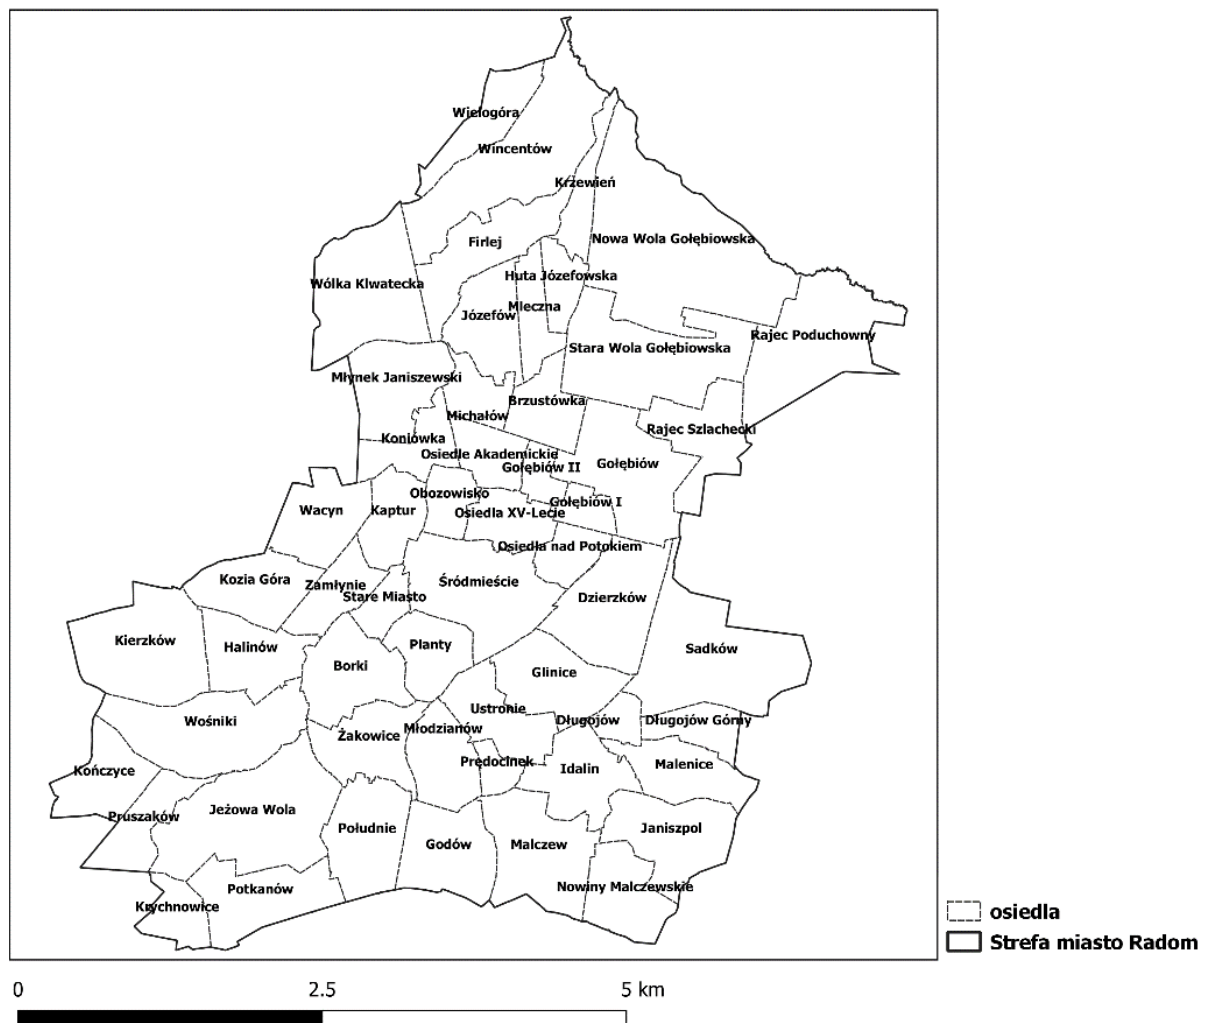 Wielogóra
Wincentów
Krzewień
Nowa Wola Gołębiowska
Firlej
Huta Józefowska
Wólka Klwatecka
Mleczna
Józefów
Rajec Poduchowny
Stara Wola Gołębiowska
Młynek Janiszewski
Brzustówka
Michałów
Rajec Szlachecki
Koniówka
Osiedle Akademickie
Gołębiów II
Gołębiów
Obozowisko
Gołębiów I
Wacyn
Kaptur
Osiedla XV-Lecie
Osiedla nad Potokiem
Kozia Góra
Zamłynie
Śródmieście
Stare Miasto
Dzierzków
Kierzków
Halinów
Planty
Sadków
Borki
Glinice
Ustronie
Wośniki
Długojów
Długojów Górny
Młodzianów
Żakowice
Prędocinek
Idalin
Malenice
Kończyce
Jeżowa Wola
Pruszaków
Południe
Janiszpol
Godów
Malczew
Potkanów
Nowiny Malczewskie
Krychnowice
osiedla
Strefa miasto Radom
0 2.5 5 km